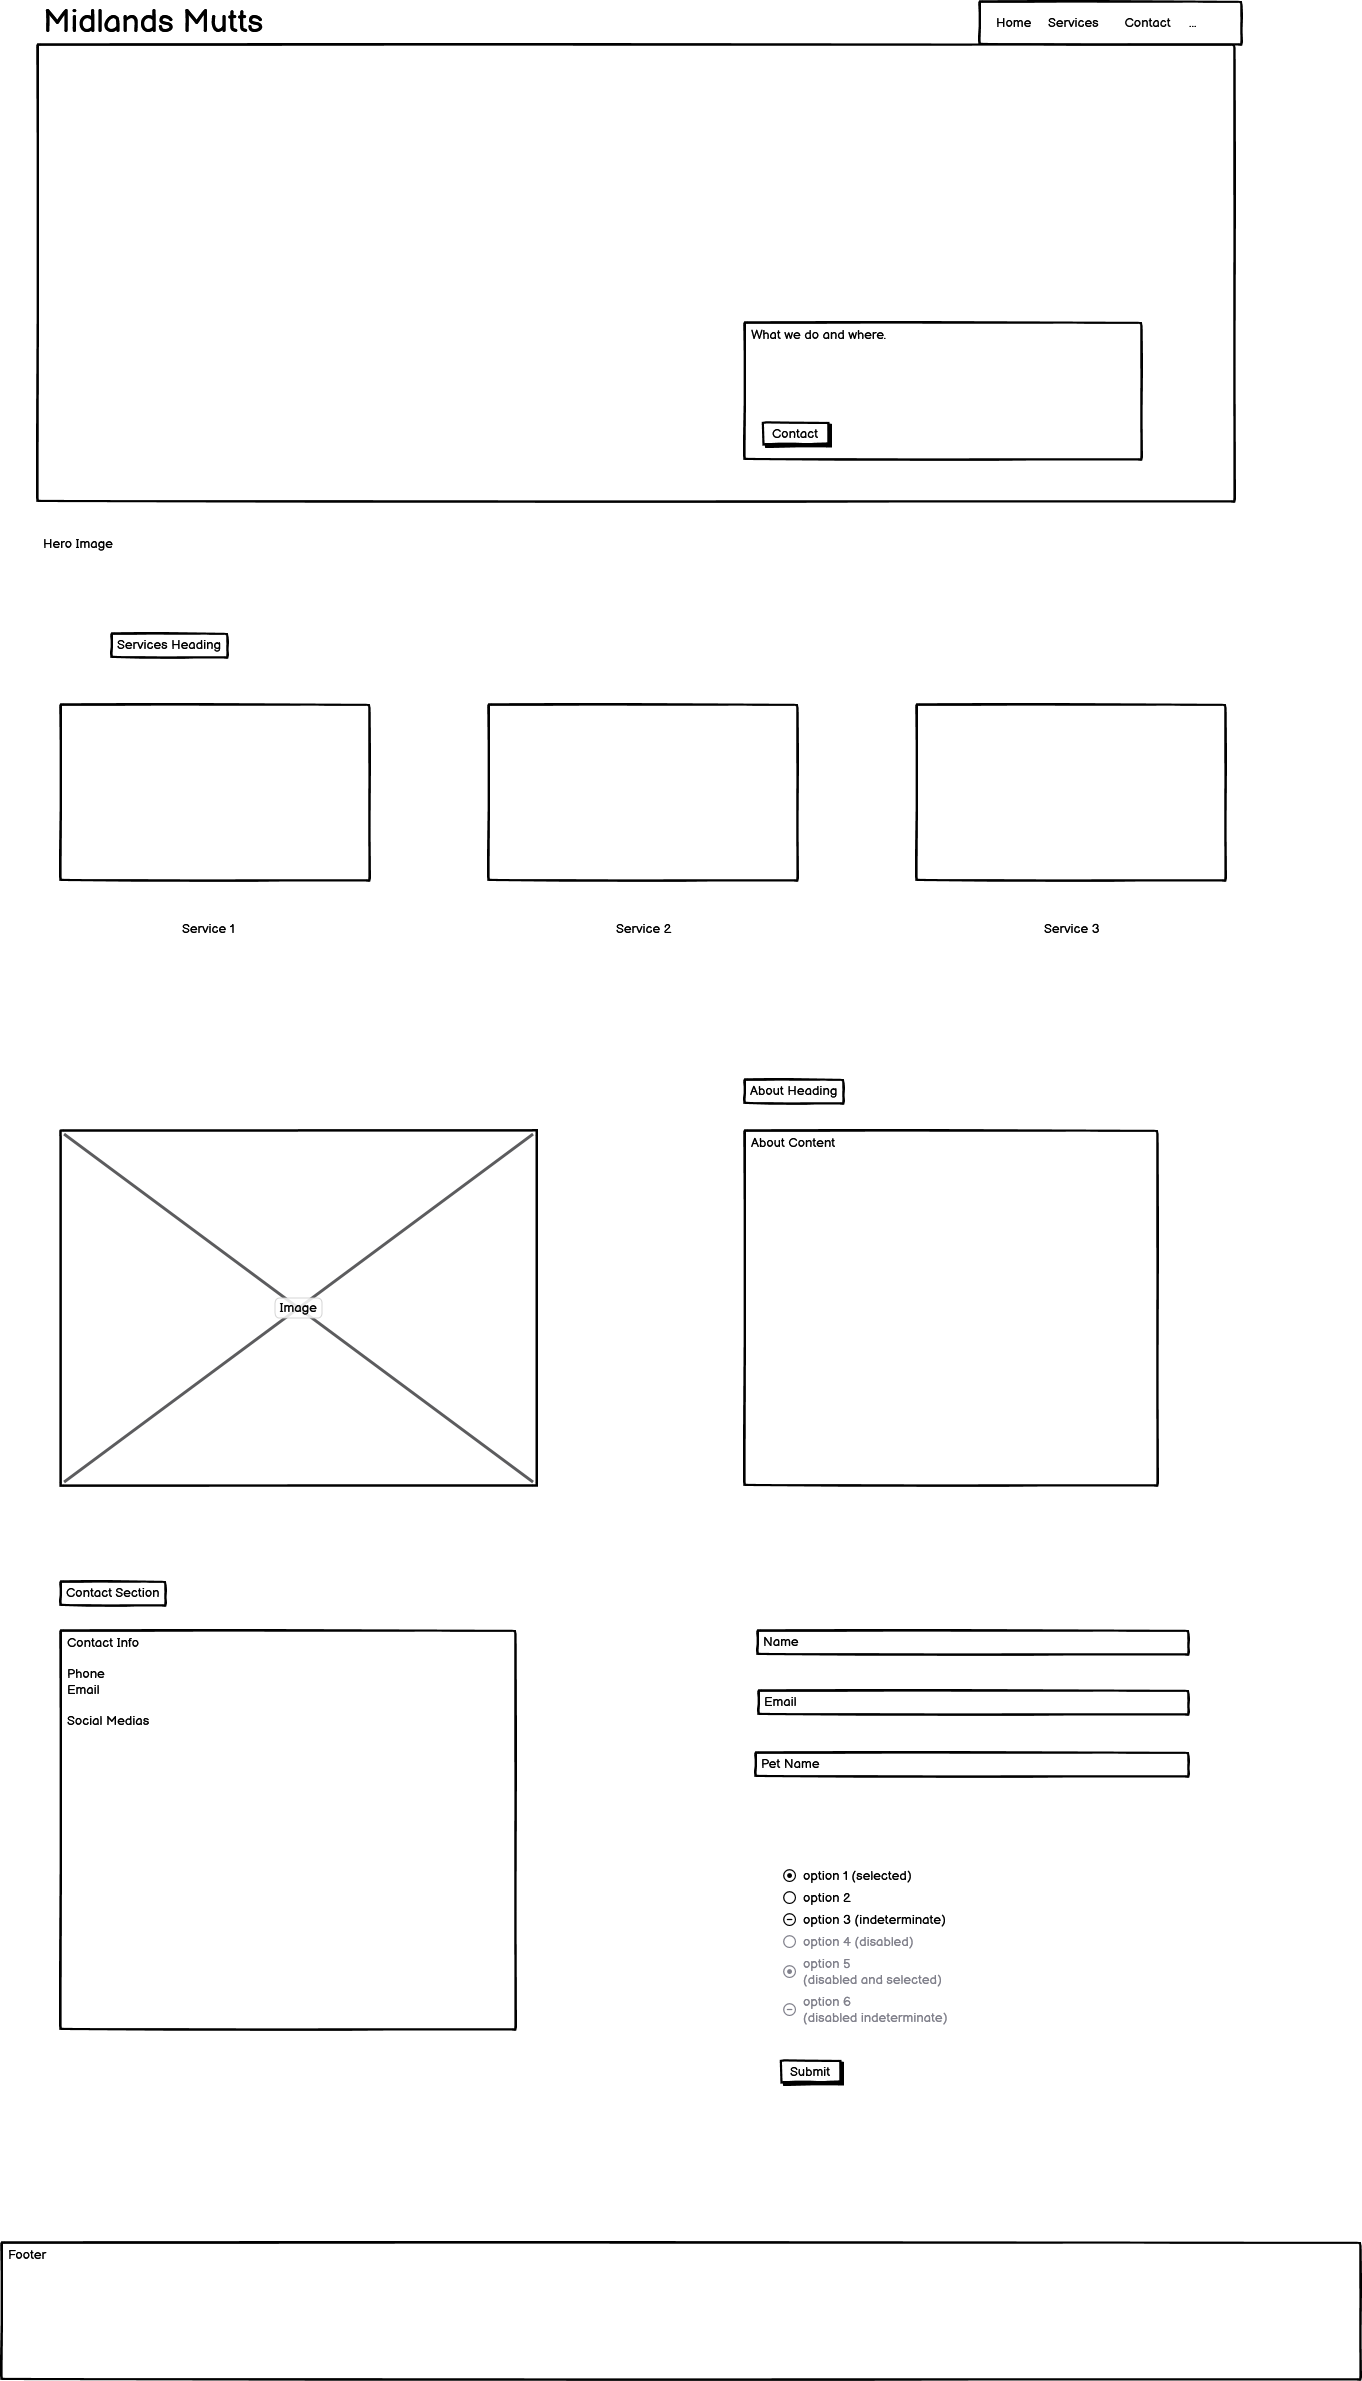 Midlands Mutts
Home Services Contact ...
What we do and where.
Contact
Hero Image
Services Heading
Service 1
Service 2
Service 3
About Heading
About Content
Image
Contact Section
Contact Info
Phone
Email
Social Medias
Name
Email
Pet Name
option 1 (selected)
option 2
option 3 (indeterminate)
option 4 (disabled)
option 5
(disabled and selected)
option 6
(disabled indeterminate)
Submit
Footer